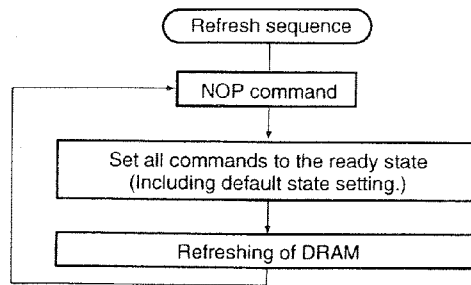 Refresh sequence
NOP command
Set all commands to the ready state
(Including default state setting.)
Refreshing of DRAM